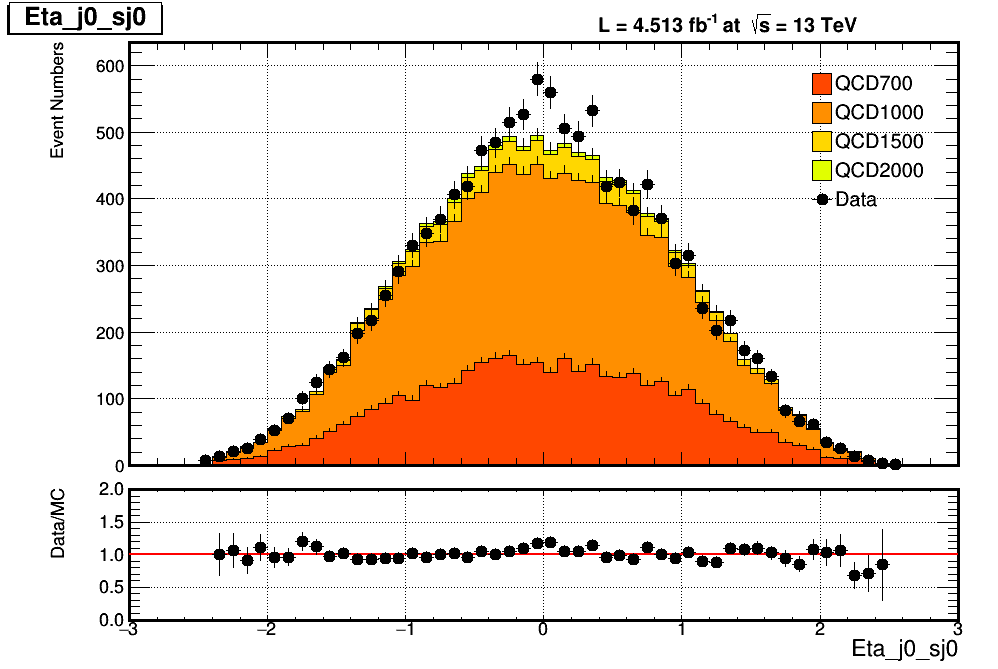 Eta_j0_sj0
L = 4.513 fb⁻¹ at √s = 13 TeV
Event Numbers
600
500
400
300
200
100
0
QCD700
QCD1000
QCD1500
QCD2000
Data
Data/MC
2.0
1.5
1.0
0.5
0.0
−3 −2 −1 0 1 2 3
Eta_j0_sj0